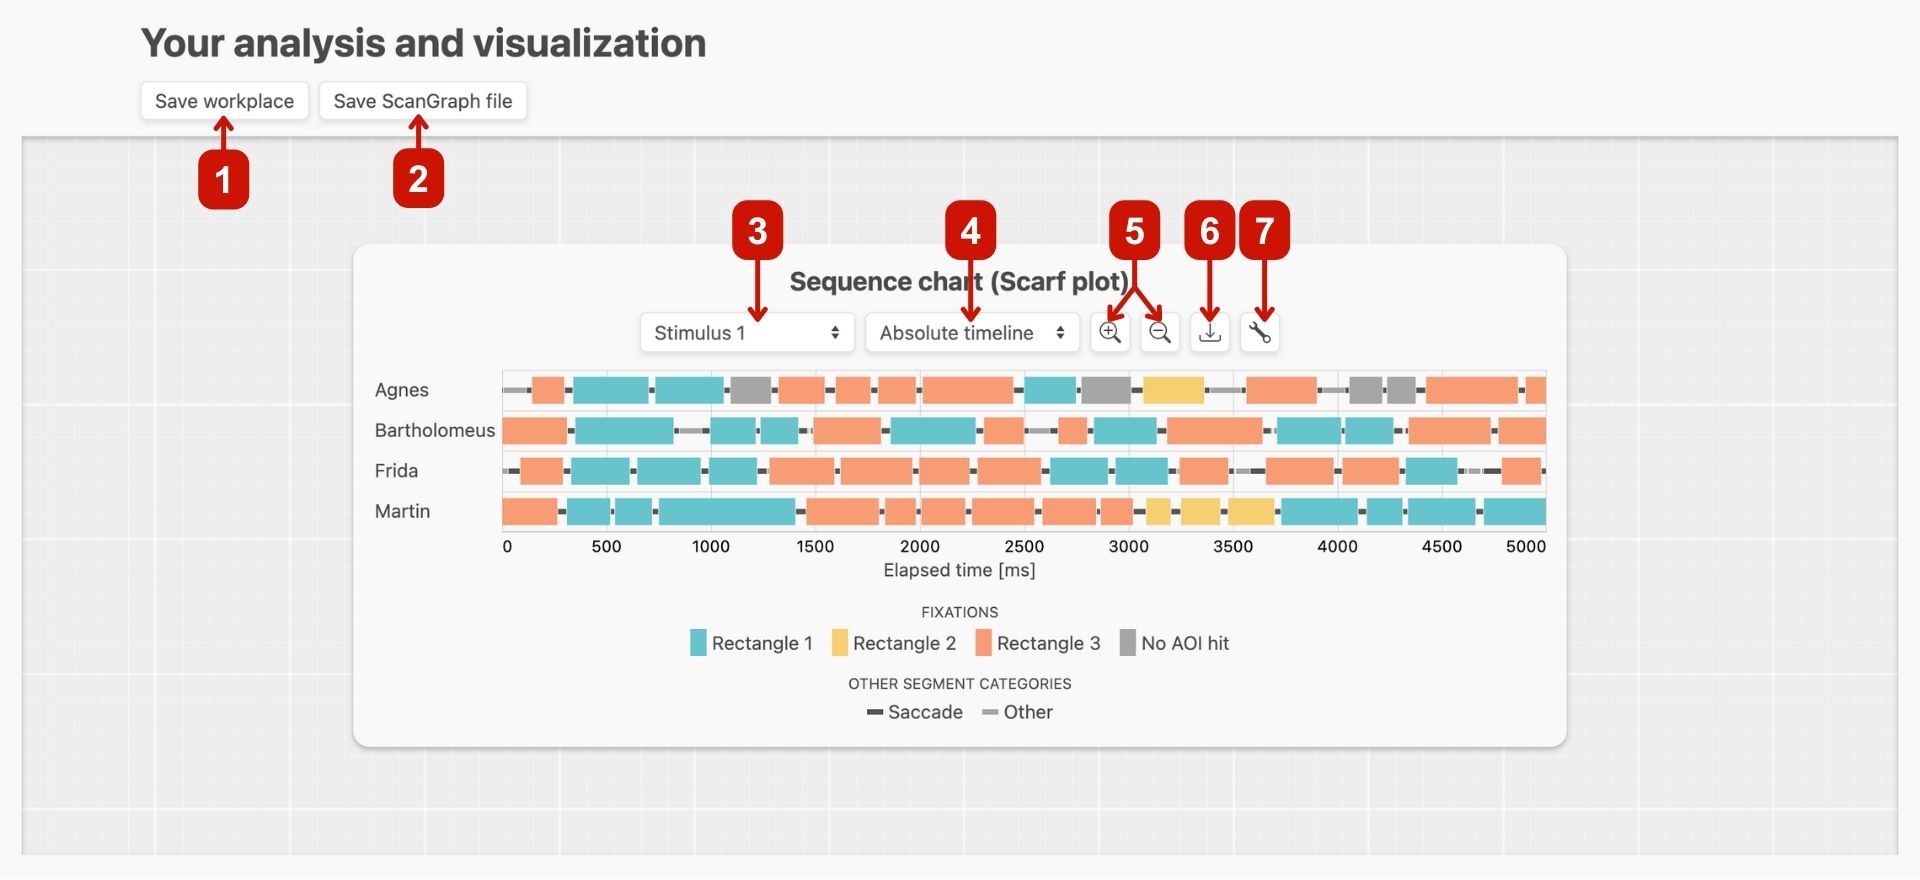 Your analysis and visualization
Save workplace Save ScanGraph file
1 2
3 4 5 6 7
Sequence chart (Scarf plot)
Stimulus 1 Absolute timeline
Agnes
Bartholomeus
Frida
Martin
0 500 1000 1500 2000 2500 3000 3500 4000 4500 5000
Elapsed time [ms]
FIXATIONS
Rectangle 1 Rectangle 2 Rectangle 3 No AOI hit
OTHER SEGMENT CATEGORIES
Saccade Other